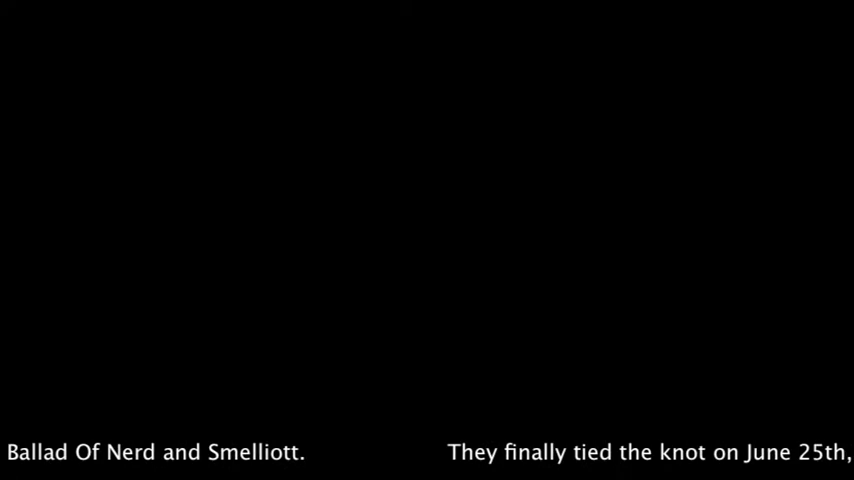 Ballad Of Nerd and Smelliott. They finally tied the knot on June 25th,